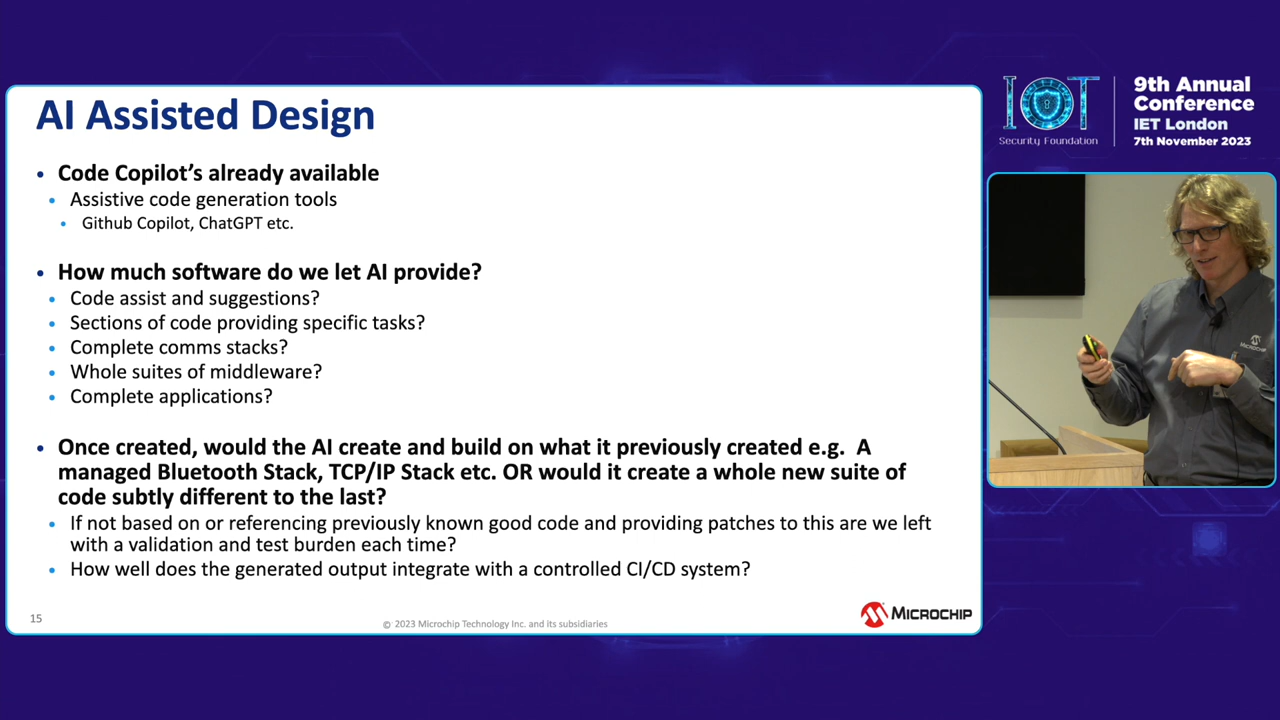 AI Assisted Design
• Code Copilot's already available
• Assistive code generation tools
• Github Copilot, ChatGPT etc.
• How much software do we let AI provide?
• Code assist and suggestions?
• Sections of code providing specific tasks?
• Complete comms stacks?
• Whole suites of middleware?
• Complete applications?
• Once created, would the AI create and build on what it previously created e.g. A
managed Bluetooth Stack, TCP/IP Stack etc. OR would it create a whole new suite of
code subtly different to the last?
• If not based on or referencing previously known good code and providing patches to this are we left
with a validation and test burden each time?
• How well does the generated output integrate with a controlled CI/CD system?
15
© 2023 Microchip Technology Inc. and its subsidiaries
MICROCHIP
IOT
Security Foundation
9th Annual
Conference
IET London
7th November 2023
MICROCHIP